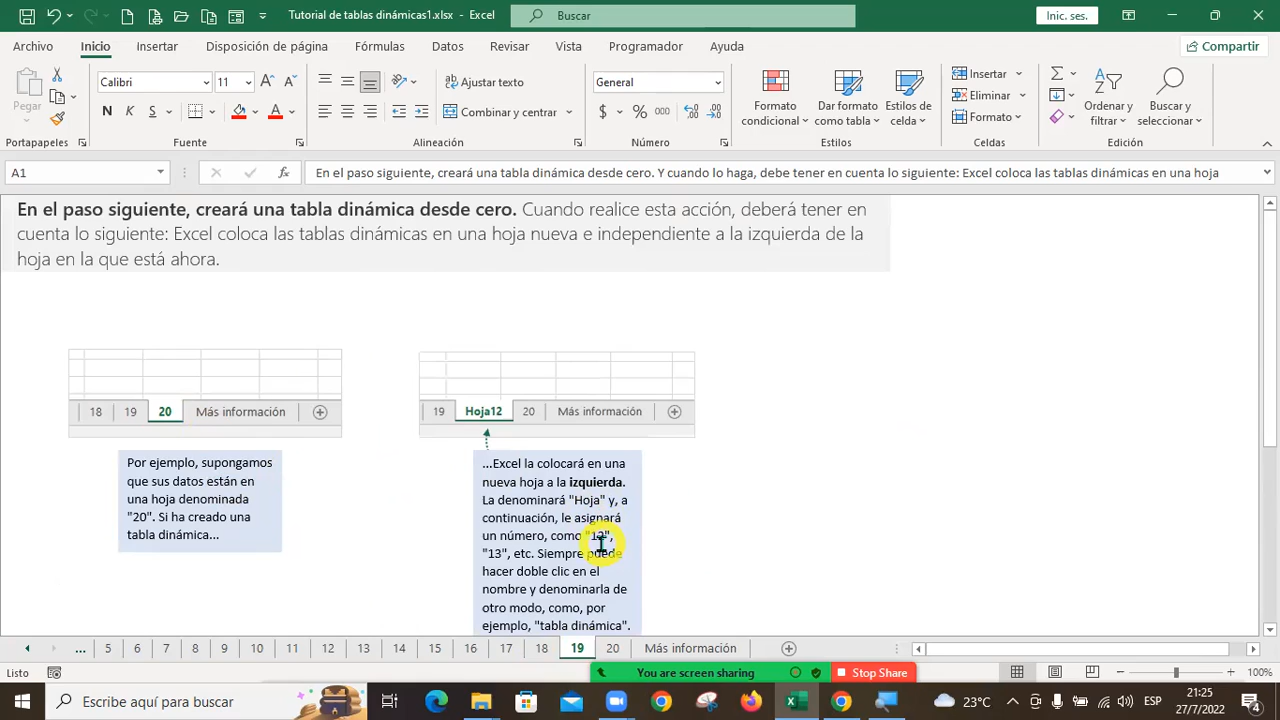 Tutorial de tablas dinámicas1.xlsx - Excel
Buscar
Inic. ses.
Archivo Inicio Insertar Disposición de página Fórmulas Datos Revisar Vista Programador Ayuda
Compartir
Pegar
Calibri 11
N K S
Ajustar texto
Combinar y centrar
General
$ % 000
Formato condicional
Dar formato como tabla
Estilos de celda
Insertar
Eliminar
Formato
Ordenar y filtrar
Buscar y seleccionar
Portapapeles Fuente Alineación Número Estilos Celdas Edición
A1 fx En el paso siguiente, creará una tabla dinámica desde cero. Y cuando lo haga, debe tener en cuenta lo siguiente: Excel coloca las tablas dinámicas en una hoja
En el paso siguiente, creará una tabla dinámica desde cero. Cuando realice esta acción, deberá tener en
cuenta lo siguiente: Excel coloca las tablas dinámicas en una hoja nueva e independiente a la izquierda de la
hoja en la que está ahora.
18 19 20 Más información
19 Hoja12 20 Más información
Por ejemplo, supongamos
que sus datos están en
una hoja denominada
"20". Si ha creado una
tabla dinámica...
...Excel la colocará en una
nueva hoja a la izquierda.
La denominará "Hoja" y, a
continuación, le asignará
un número, como "12",
"13", etc. Siempre puede
hacer doble clic en el
nombre y denominarla de
otro modo, como, por
ejemplo, "tabla dinámica".
... 5 6 7 8 9 10 11 12 13 14 15 16 17 18 19 20 Más información
Listo
You are screen sharing
Stop Share
100%
Escribe aquí para buscar
23°C
ESP
21:25
27/7/2022
4